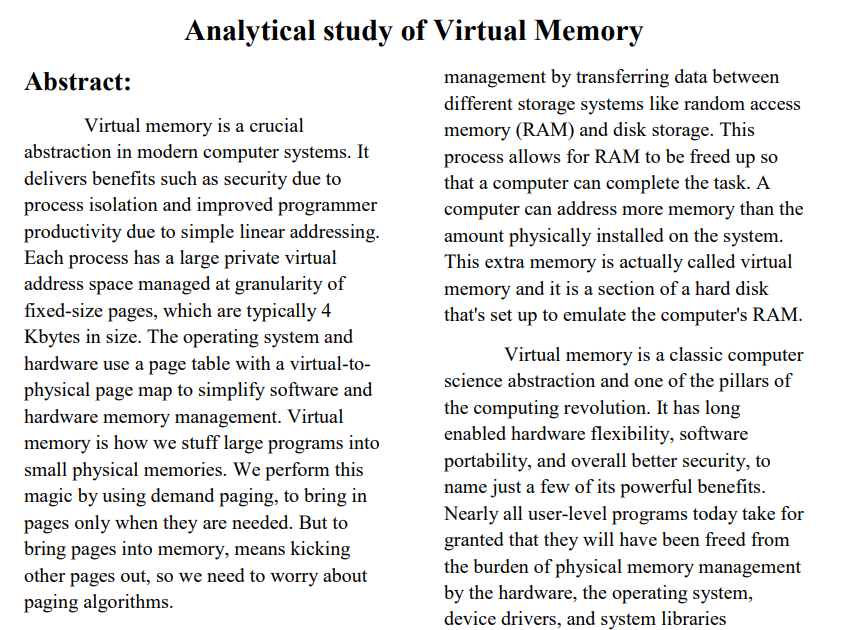 Analytical study of Virtual Memory
Abstract:
Virtual memory is a crucial
abstraction in modern computer systems. It
delivers benefits such as security due to
process isolation and improved programmer
productivity due to simple linear addressing.
Each process has a large private virtual
address space managed at granularity of
fixed-size pages, which are typically 4
Kbytes in size. The operating system and
hardware use a page table with a virtual-to-
physical page map to simplify software and
hardware memory management. Virtual
memory is how we stuff large programs into
small physical memories. We perform this
magic by using demand paging, to bring in
pages only when they are needed. But to
bring pages into memory, means kicking
other pages out, so we need to worry about
paging algorithms.
management by transferring data between
different storage systems like random access
memory (RAM) and disk storage. This
process allows for RAM to be freed up so
that a computer can complete the task. A
computer can address more memory than the
amount physically installed on the system.
This extra memory is actually called virtual
memory and it is a section of a hard disk
that's set up to emulate the computer's RAM.
Virtual memory is a classic computer
science abstraction and one of the pillars of
the computing revolution. It has long
enabled hardware flexibility, software
portability, and overall better security, to
name just a few of its powerful benefits.
Nearly all user-level programs today take for
granted that they will have been freed from
the burden of physical memory management
by the hardware, the operating system,
device drivers, and system libraries